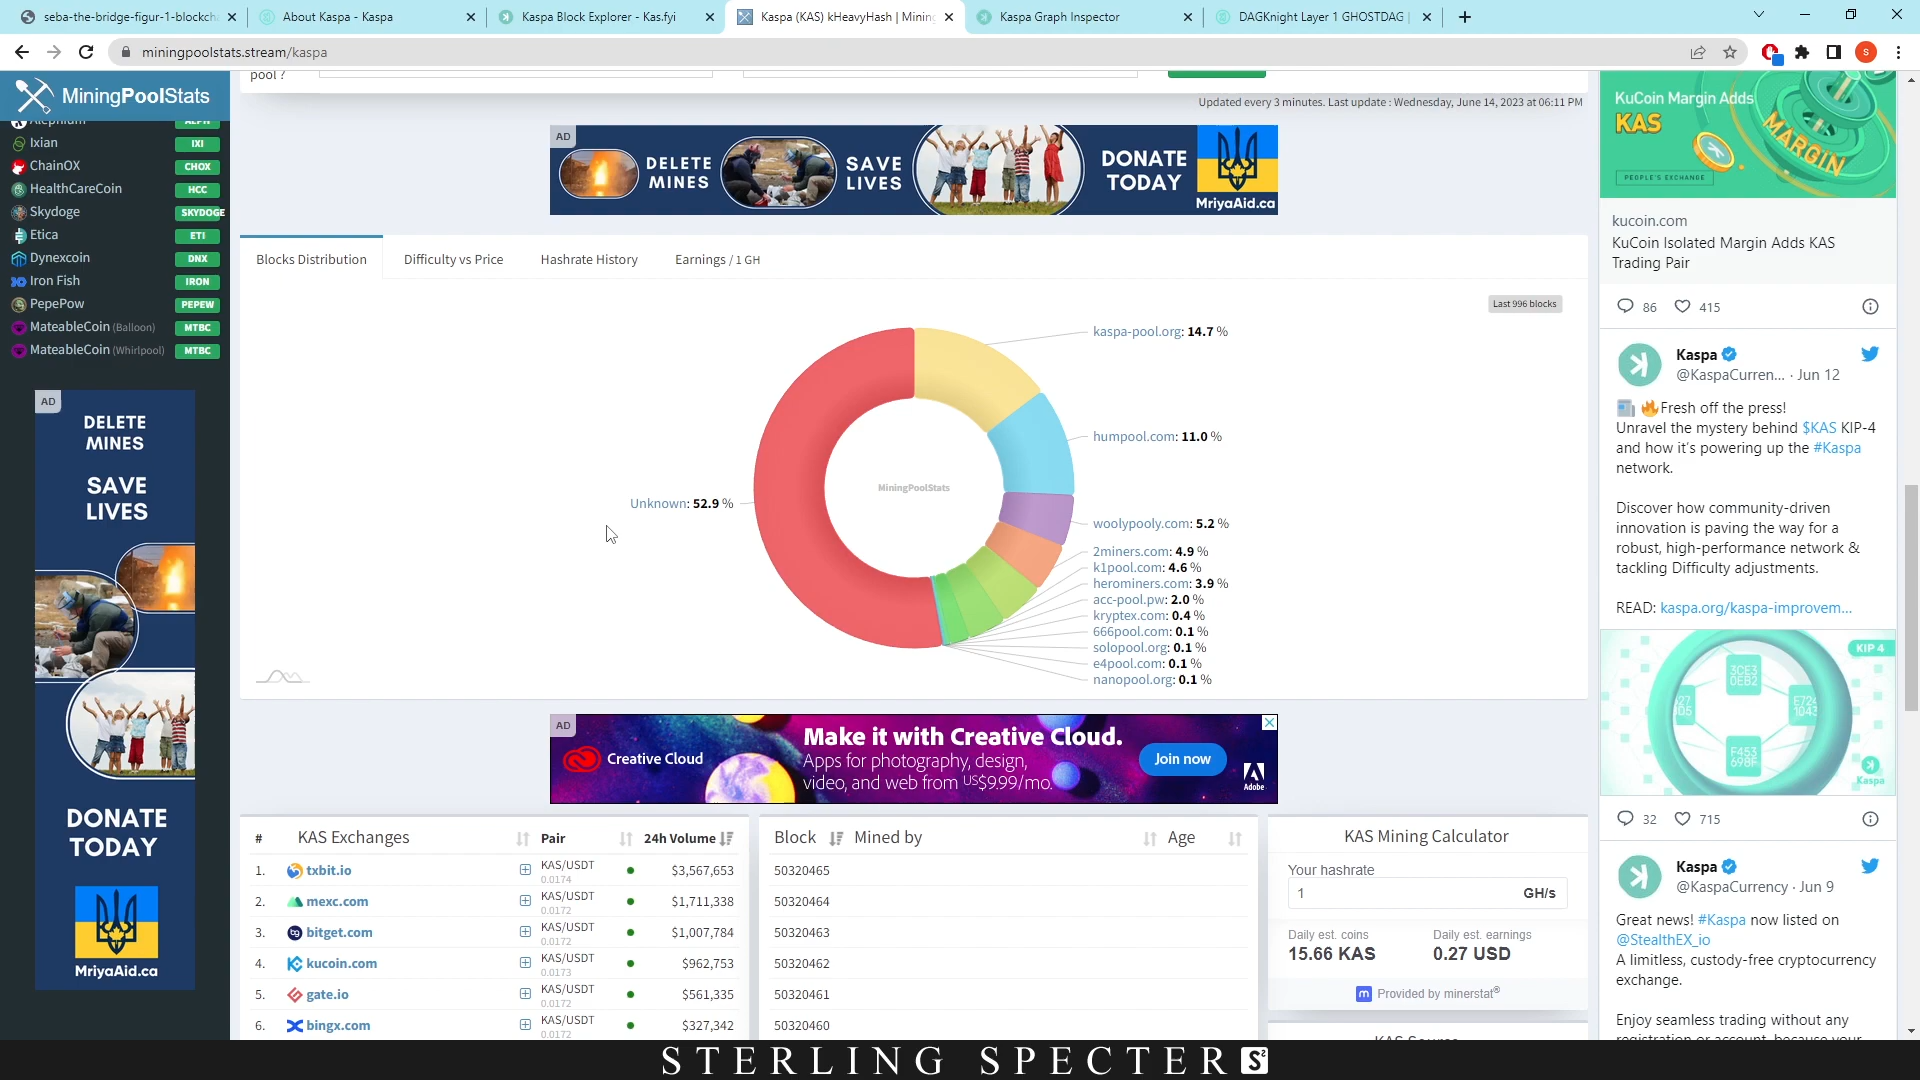 seba-the-bridge-figur-1-blockcha
About Kaspa - Kaspa
Kaspa Block Explorer - Kas.fyi
Kaspa (KAS) kHeavyHash | Mining
Kaspa Graph Inspector
DAGKnight Layer 1 GHOSTDAG |
miningpoolstats.stream/kaspa
S
MiningPoolStats
Alephium ALPH
Ixian IXI
ChainOX CHOX
HealthCareCoin HCC
Skydoge SKYDOGE
Etica ETI
Dynexcoin DNX
Iron Fish IRON
PepePow PEPEW
MateableCoin (Balloon) MTBC
MateableCoin (Whirlpool) MTBC
AD
DELETE
MINES
SAVE
LIVES
DONATE
TODAY
MriyaAid.ca
pool ?
Updated every 3 minutes. Last update : Wednesday, June 14, 2023 at 06:11 PM
AD
DELETE
MINES
SAVE
LIVES
DONATE
TODAY
MriyaAid.ca
Blocks Distribution
Difficulty vs Price
Hashrate History
Earnings / 1 GH
Last 996 blocks
kaspa-pool.org: 14.7 %
humpool.com: 11.0 %
Unknown: 52.9 %
MiningPoolStats
woolypooly.com: 5.2 %
2miners.com: 4.9 %
k1pool.com: 4.6 %
herominers.com: 3.9 %
acc-pool.pw: 2.0 %
kryptex.com: 0.4 %
666pool.com: 0.1 %
solopool.org: 0.1 %
e4pool.com: 0.1 %
nanopool.org: 0.1 %
AD
Creative Cloud
Make it with Creative Cloud.
Apps for photography, design,
video, and web from US$9.99/mo.
Join now
Adobe
# KAS Exchanges Pair 24h Volume
1. txbit.io KAS/USDT $3,567,653
0.0174
2. mexc.com KAS/USDT $1,711,338
0.0172
3. bitget.com KAS/USDT $1,007,784
0.0172
4. kucoin.com KAS/USDT $962,753
0.0173
5. gate.io KAS/USDT $561,335
0.0172
6. bingx.com KAS/USDT $327,342
0.0172
Block Mined by Age
50320465
50320464
50320463
50320462
50320461
50320460
KAS Mining Calculator
Your hashrate
1 GH/s
Daily est. coins Daily est. earnings
15.66 KAS 0.27 USD
m Provided by minerstat®
KuCoin Margin Adds
KAS
MARGIN
PEOPLE'S EXCHANGE
kucoin.com
KuCoin Isolated Margin Adds KAS
Trading Pair
86 415
Kaspa
@KaspaCurren... · Jun 12
Fresh off the press!
Unravel the mystery behind $KAS KIP-4
and how it's powering up the #Kaspa
network.
Discover how community-driven
innovation is paving the way for a
robust, high-performance network &
tackling Difficulty adjustments.
READ: kaspa.org/kaspa-improvem...
KIP 4
3CE3
0EB2
E724
1043
F453
698F
Kaspa
32 715
Kaspa
@KaspaCurrency · Jun 9
Great news! #Kaspa now listed on
@StealthEX_io
A limitless, custody-free cryptocurrency
exchange.
Enjoy seamless trading without any
registration or account, because your
STERLING SPECTER S²